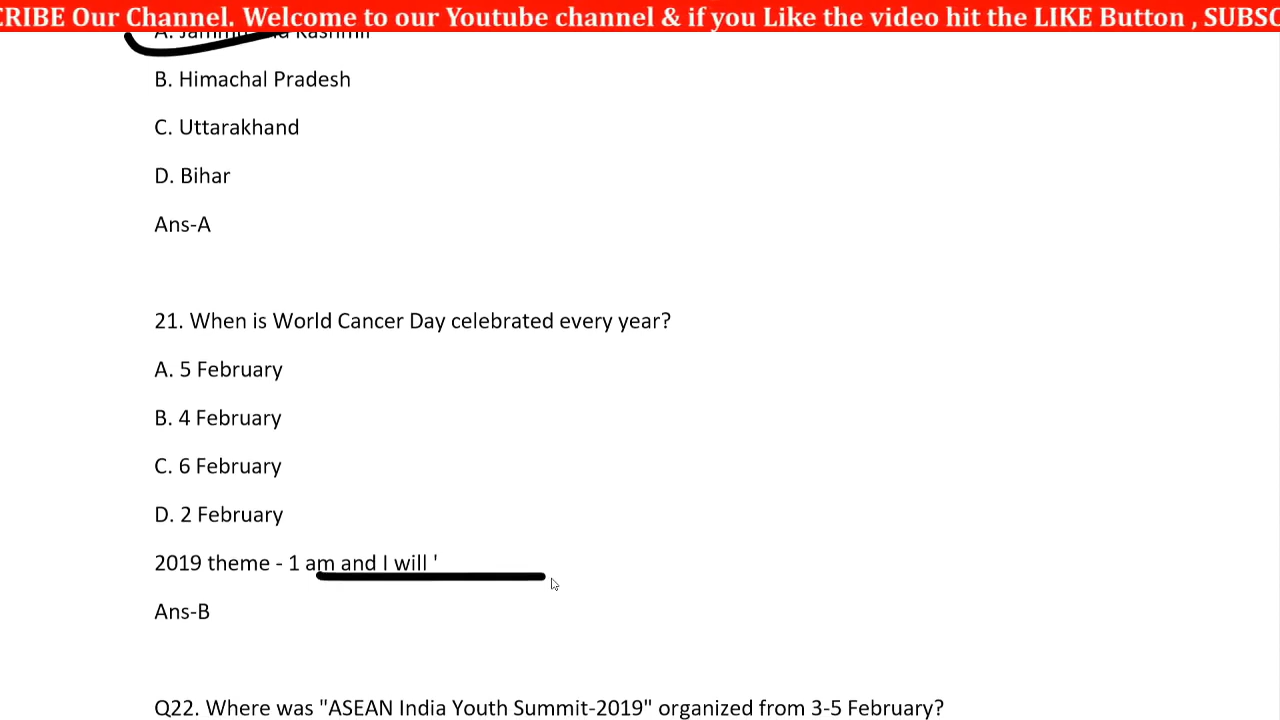 CRIBE Our Channel. Welcome to our Youtube channel & if you Like the video hit the LIKE Button , SUBSC
A. Jammu and Kashmir
B. Himachal Pradesh
C. Uttarakhand
D. Bihar
Ans-A
21. When is World Cancer Day celebrated every year?
A. 5 February
B. 4 February
C. 6 February
D. 2 February
2019 theme - 1 am and I will '
Ans-B
Q22. Where was "ASEAN India Youth Summit-2019" organized from 3-5 February?